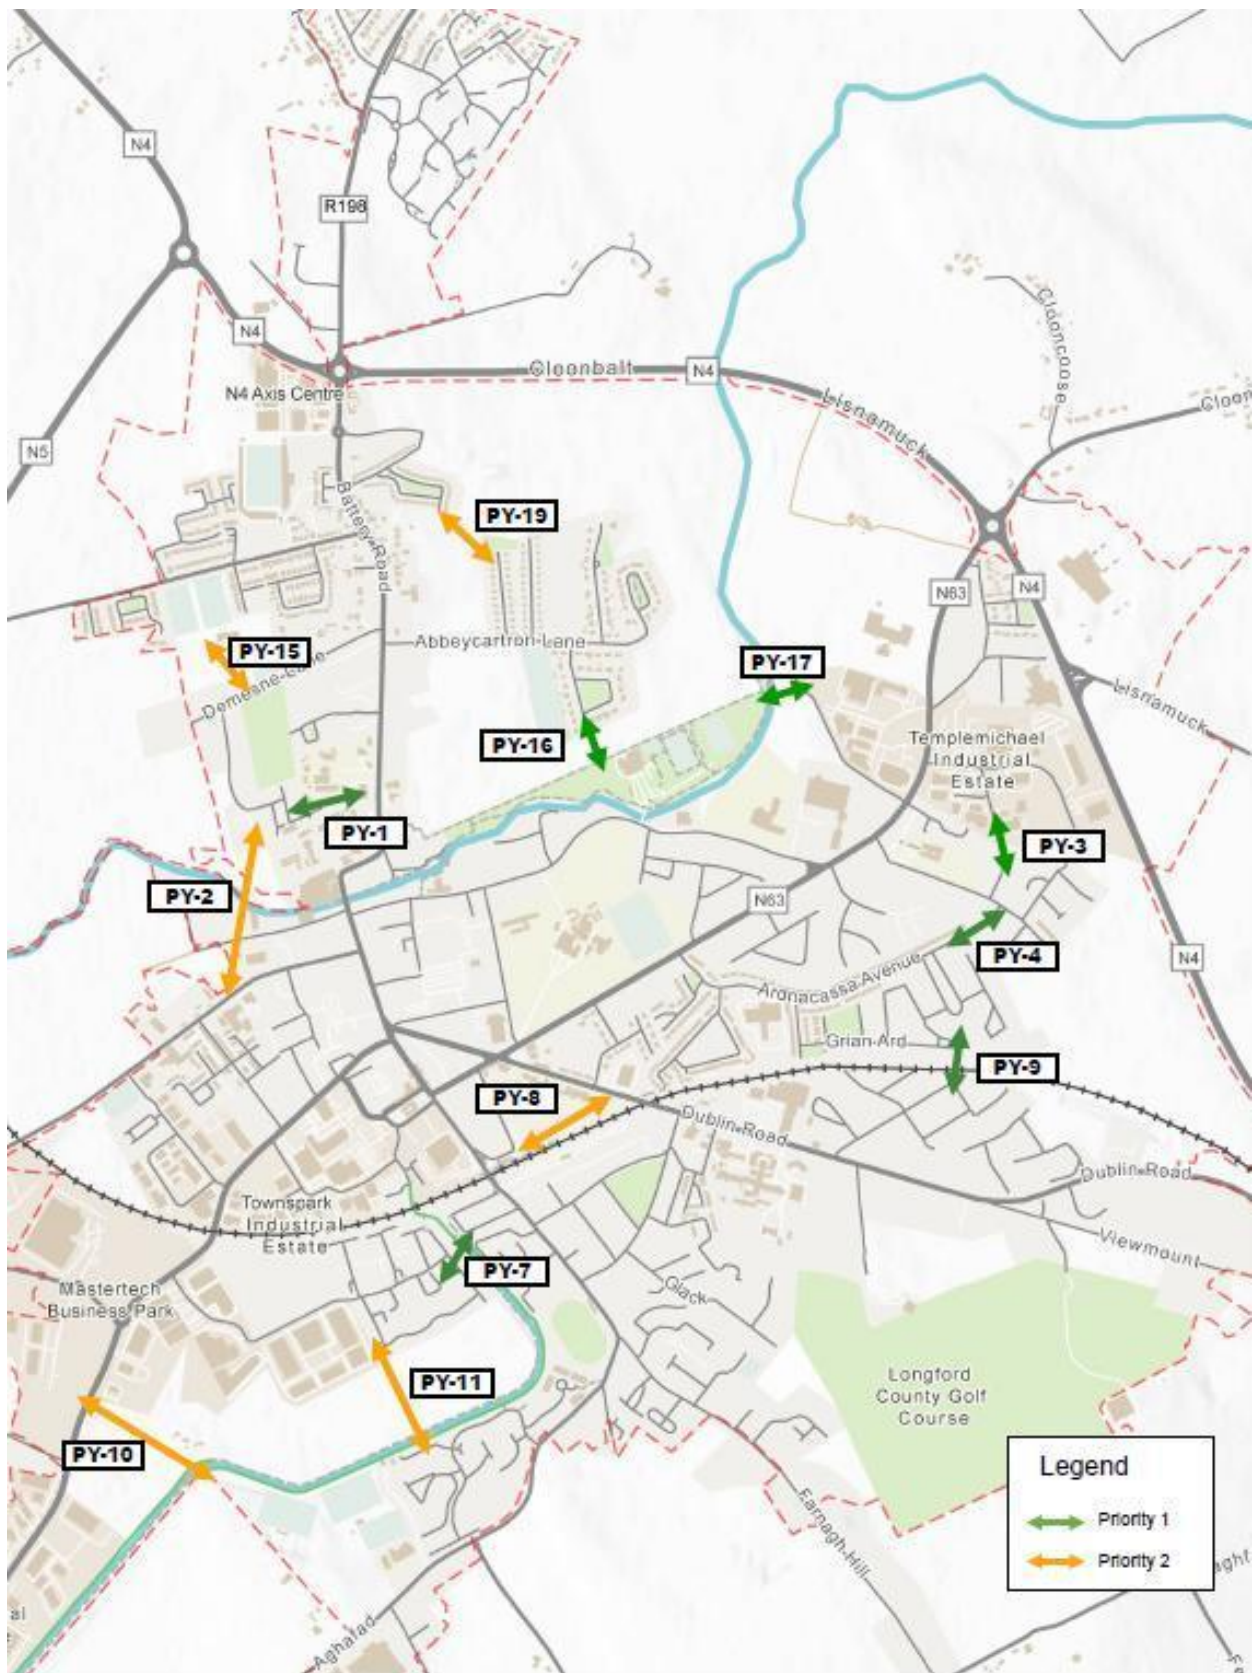 N4
R198
N4
N4 Axis Centre
Cloonbalt
N4
Lisnamuck
Clooncoose
Cloon
N5
Battery Road
PY-19
N63
N4
Abbeycartron Lane
PY-15
Demesne Lane
PY-17
Lisnamuck
PY-16
Templemichael
Industrial
Estate
PY-1
PY-3
PY-2
N63
PY-4
N4
Ardnacassa Avenue
Grian Ard
PY-9
PY-8
Dublin Road
Dublin Road
Townspark
Industrial
Estate
Viewmount
PY-7
Mastertech
Business Park
Glack
PY-11
Longford
County Golf
Course
PY-10
Legend
Priority 1
Priority 2
Farnagh Hill
Aghafad
aght
al